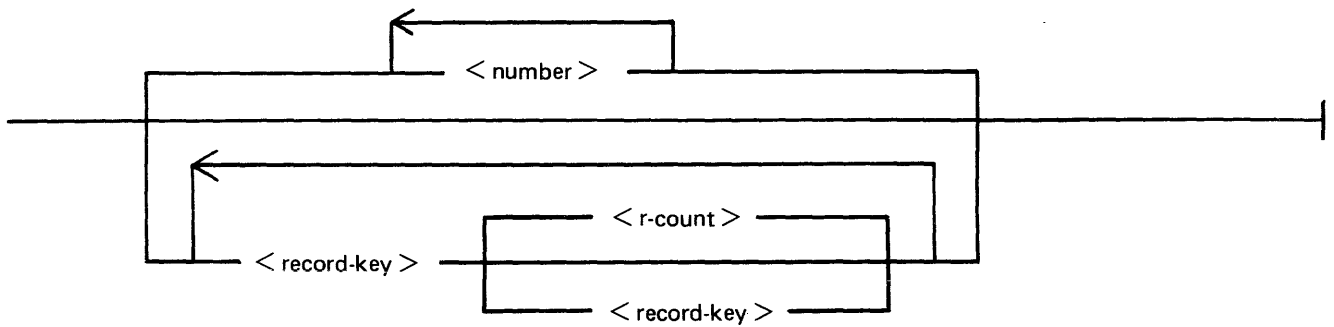 < number >
< r-count >
< record-key >
< record-key >